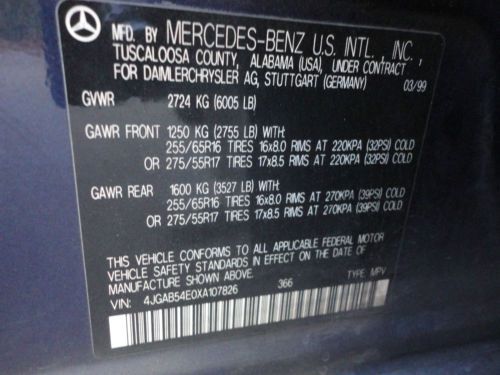 MFD. BY MERCEDES-BENZ U.S. INTL., INC.,
TUSCALOOSA COUNTY, ALABAMA (USA), UNDER CONTRACT
FOR DAIMLERCHRYSLER AG, STUTTGART (GERMANY) 03/99
GVWR 2724 KG (6005 LB)
GAWR FRONT 1250 KG (2755 LB) WITH:
255/65R16 TIRES 16x8.0 RIMS AT 220KPA (32PSI) COLD
OR 275/55R17 TIRES 17x8.5 RIMS AT 220KPA (32PSI) COLD
GAWR REAR 1600 KG (3527 LB) WITH:
255/65R16 TIRES 16x8.0 RIMS AT 270KPA (39PSI) COLD
OR 275/55R17 TIRES 17x8.5 RIMS AT 270KPA (39PSI) COLD
THIS VEHICLE CONFORMS TO ALL APPLICABLE FEDERAL MOTOR
VEHICLE SAFETY STANDARDS IN EFFECT ON THE DATE OF
MANUFACTURE SHOWN ABOVE.
VIN: 4JGAB54E0XA107826 366 TYPE: MPV